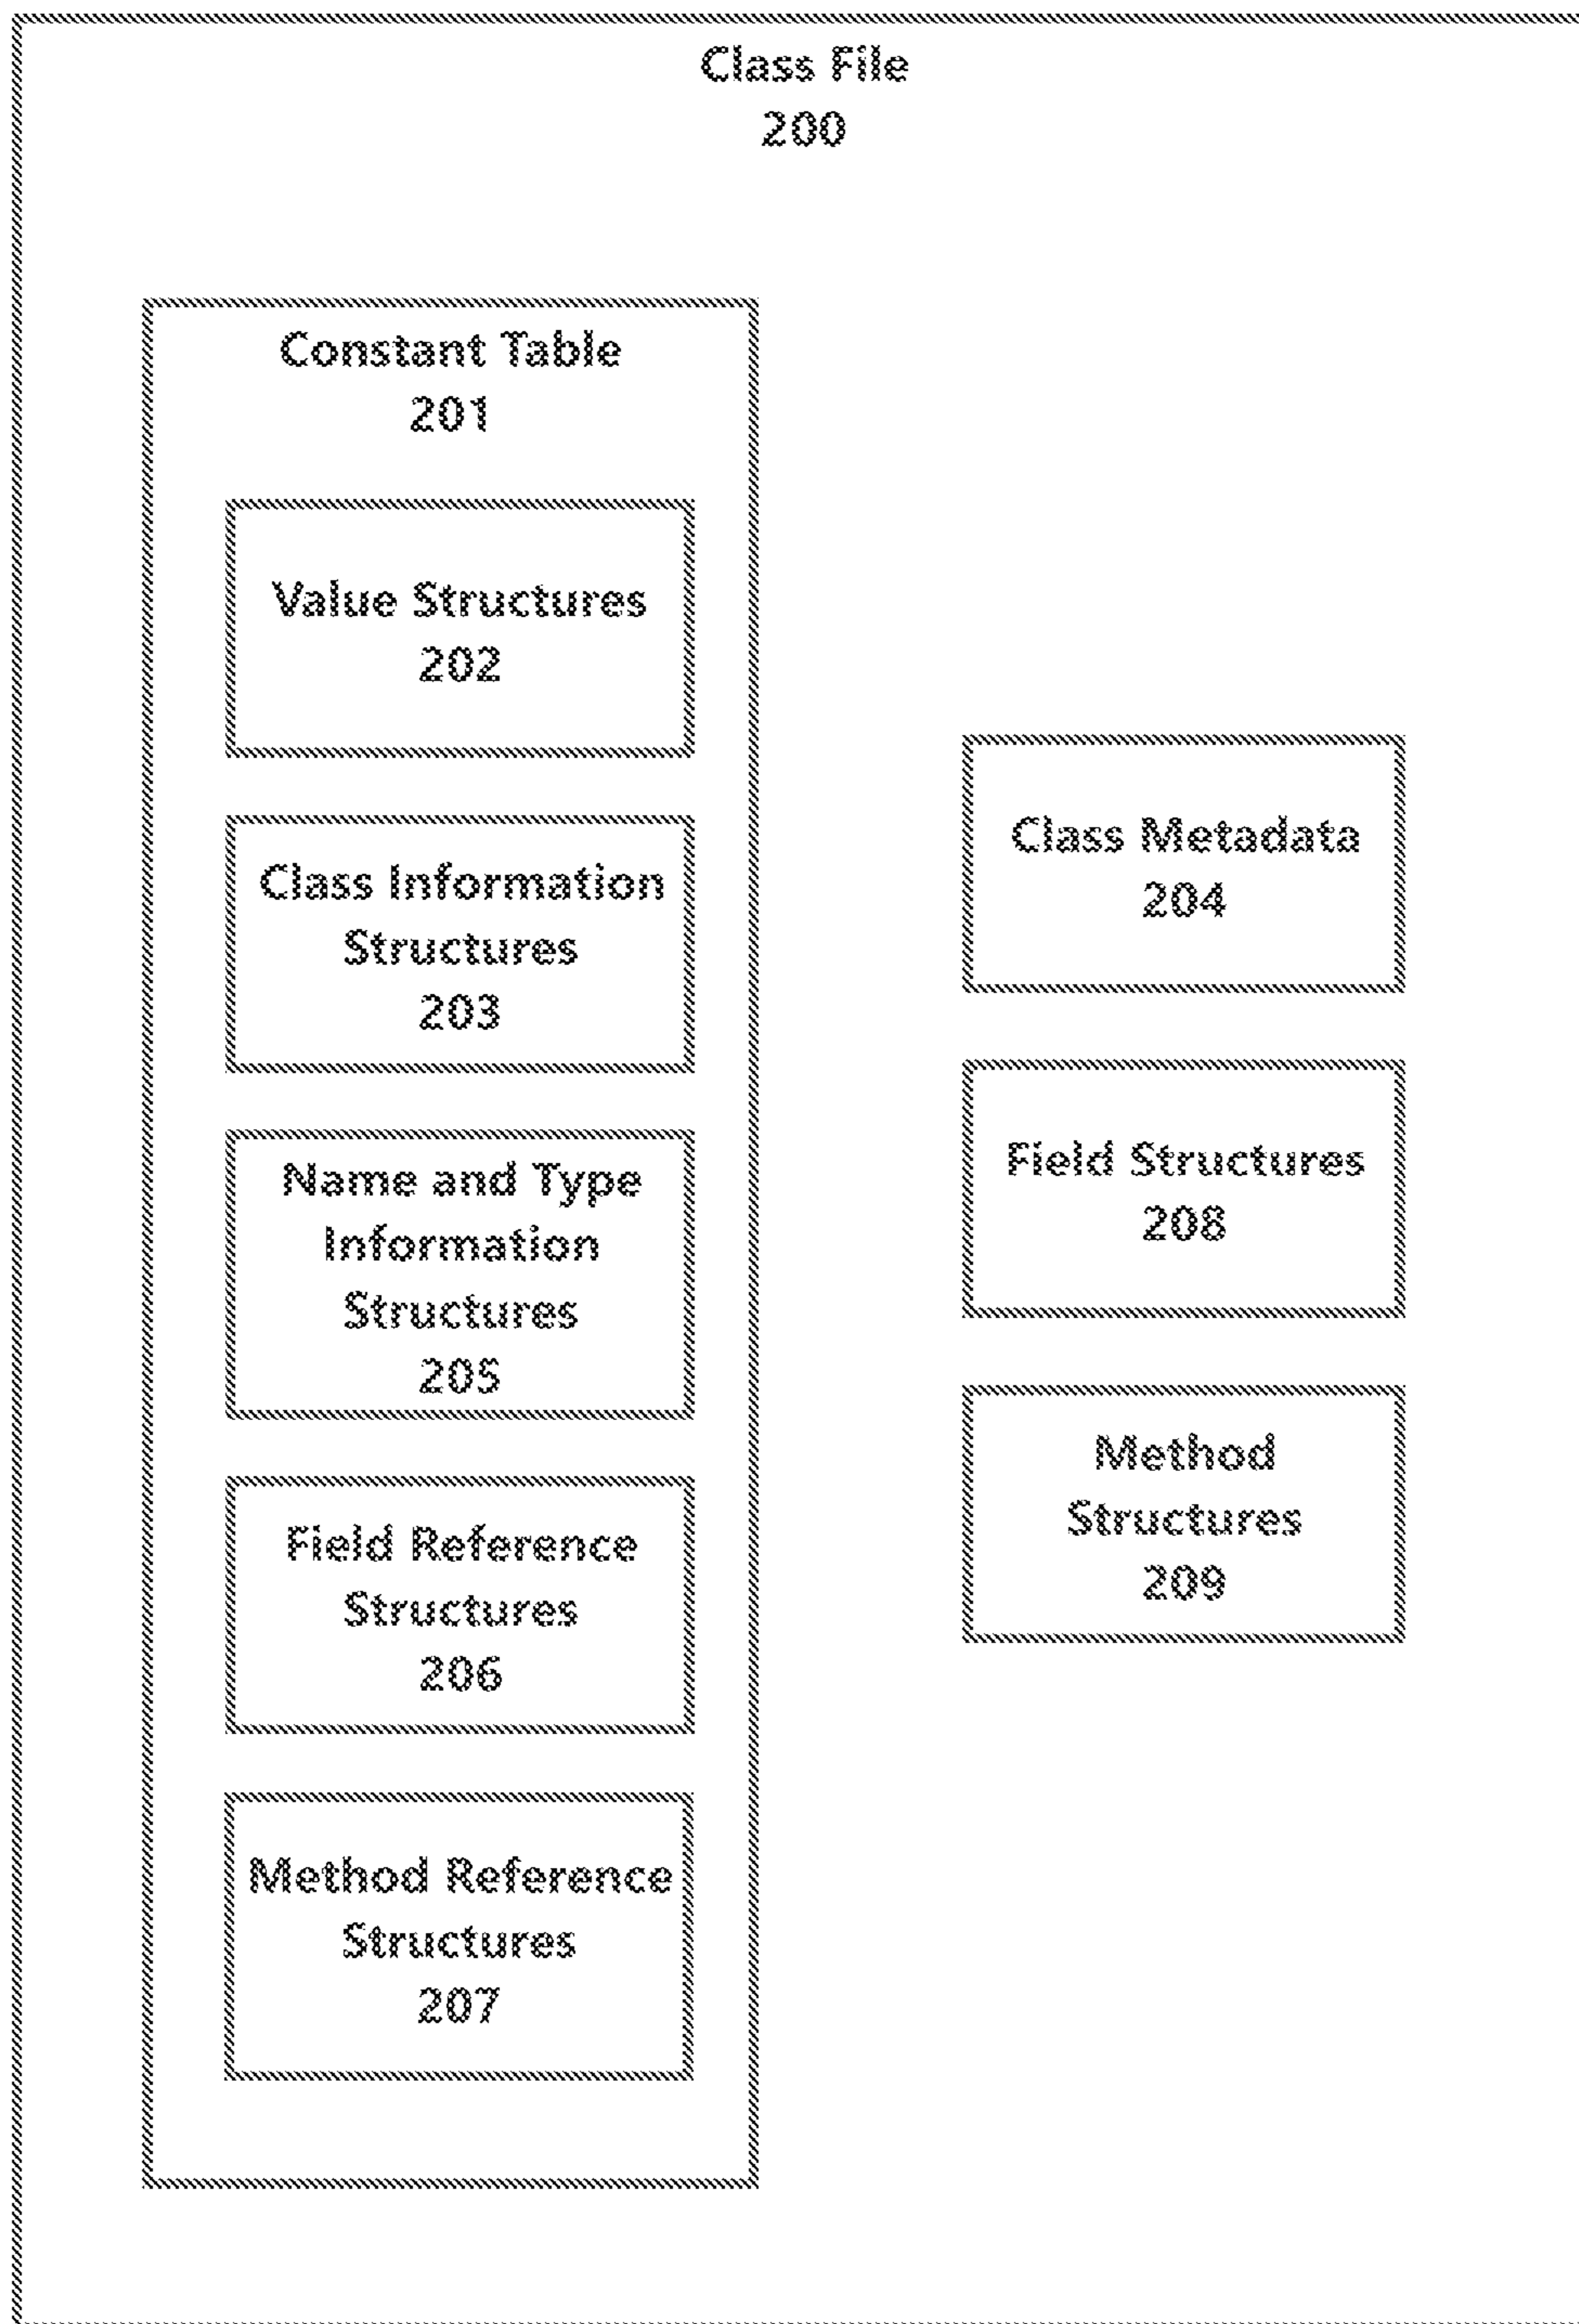 Class File
200
Constant Table
201
Value Structures
202
Class Information
Structures
203
Name and Type
Information
Structures
205
Field Reference
Structures
206
Method Reference
Structures
207
Class Metadata
204
Field Structures
208
Method
Structures
209